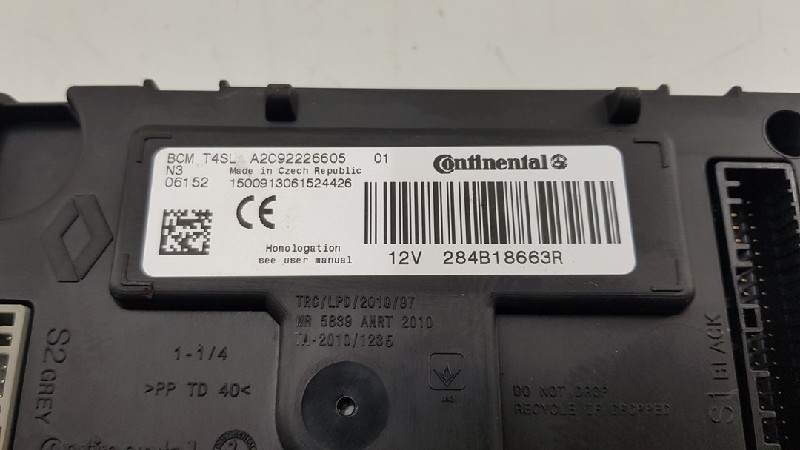 BCM T4SL A2C92226605 01
Continental
N3 Made in Czech Republic
06152 1500913061524426
CE
Homologation
see user manual
12V 284B18663R
TRC/LPD/2010/97
MR 5839 ANRT 2010
TA-2010/1235
1-1/4
>PP TD 40<
S2 GREY
DO NOT DROP
RECYCLE IF DROPPED
S1 BLACK